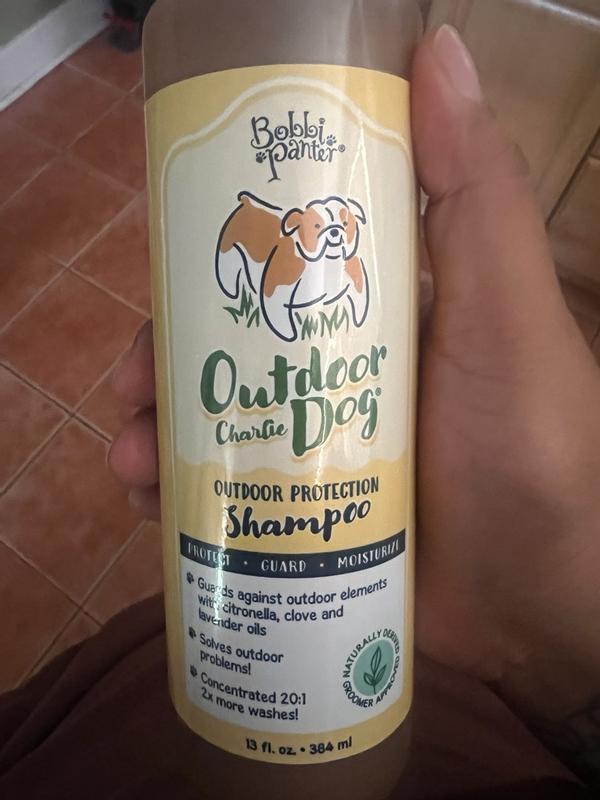 Bobbi
Panter®
Outdoor
Charlie Dog®
OUTDOOR PROTECTION
Shampoo
PROTECT • GUARD • MOISTURIZE
Guards against outdoor elements
with citronella, clove and
lavender oils
Solves outdoor
problems!
Concentrated 20:1
2x more washes!
NATURALLY DERIVED
GROOMER APPROVED
13 fl. oz. • 384 ml